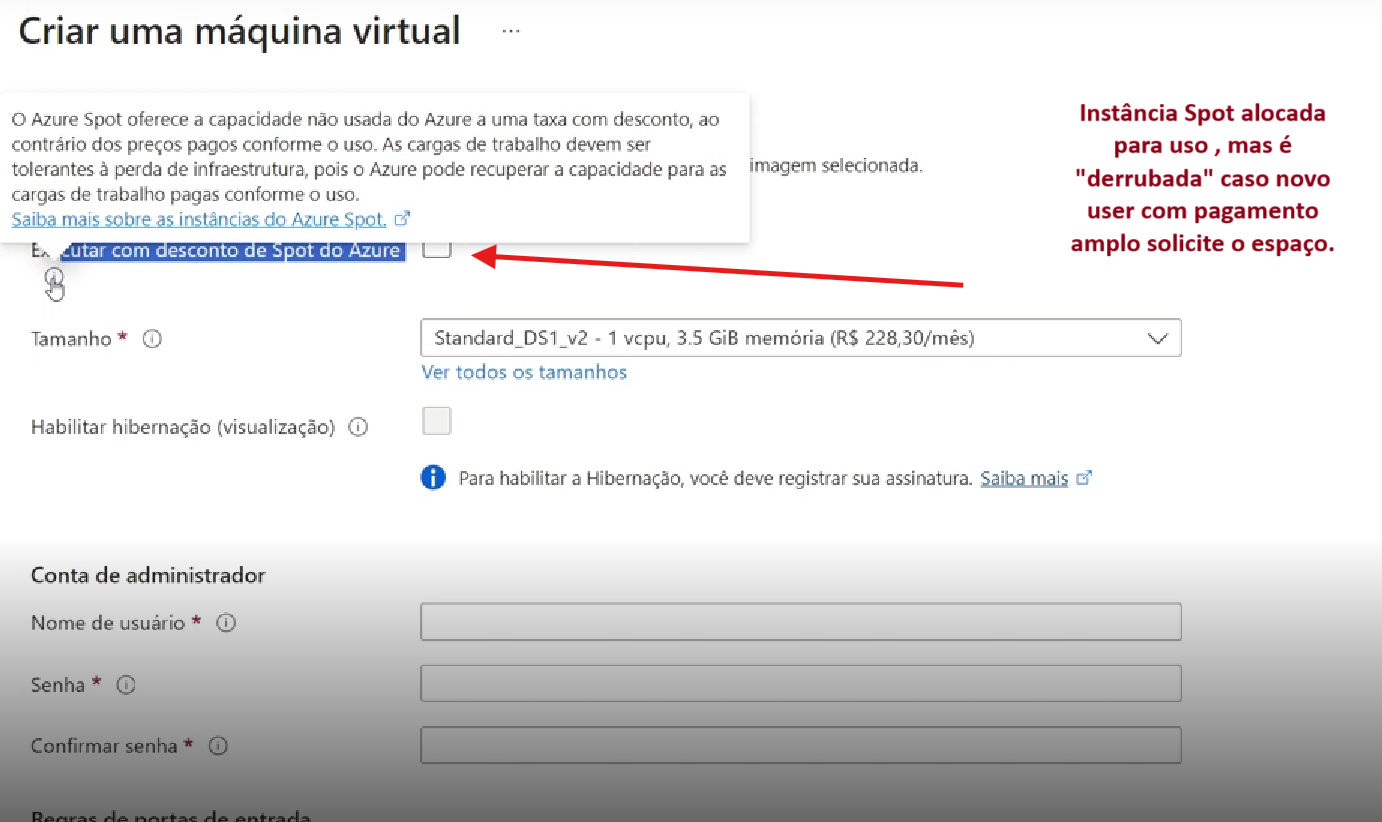 Criar uma máquina virtual ...
O Azure Spot oferece a capacidade não usada do Azure a uma taxa com desconto, ao
contrário dos preços pagos conforme o uso. As cargas de trabalho devem ser
tolerantes à perda de infraestrutura, pois o Azure pode recuperar a capacidade para as
cargas de trabalho pagas conforme o uso.
Saiba mais sobre as instâncias do Azure Spot.
imagem selecionada.
Instância Spot alocada
para uso , mas é
"derrubada" caso novo
user com pagamento
amplo solicite o espaço.
Executar com desconto de Spot do Azure
Tamanho *
Standard_DS1_v2 - 1 vcpu, 3.5 GiB memória (R$ 228,30/mês)
Ver todos os tamanhos
Habilitar hibernação (visualização)
Para habilitar a Hibernação, você deve registrar sua assinatura. Saiba mais
Conta de administrador
Nome de usuário *
Senha *
Confirmar senha *
Regras de portas de entrada